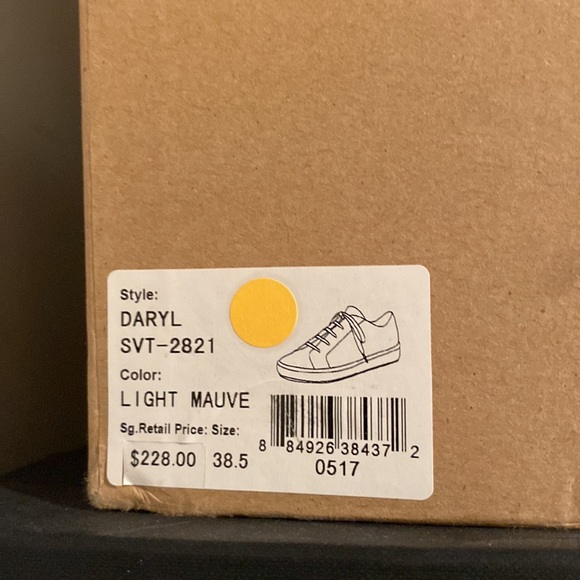 Style:
DARYL
SVT-2821
Color:
LIGHT MAUVE
Sg.Retail Price: Size:
$228.00 38.5
8 84926 38437 2
0517